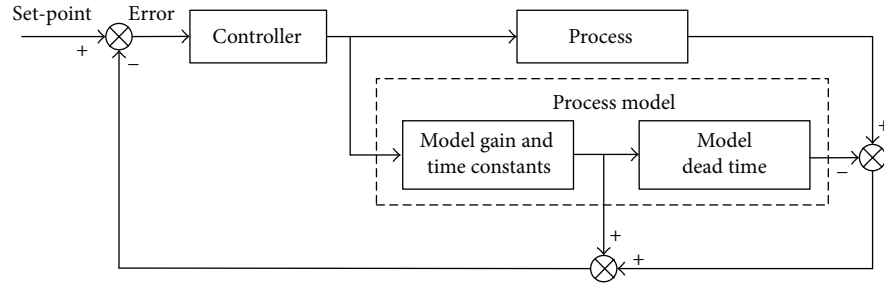 Set-point
Error
+
−
Controller
Process
Process model
Model gain and
time constants
Model
dead time
+
−
+
+